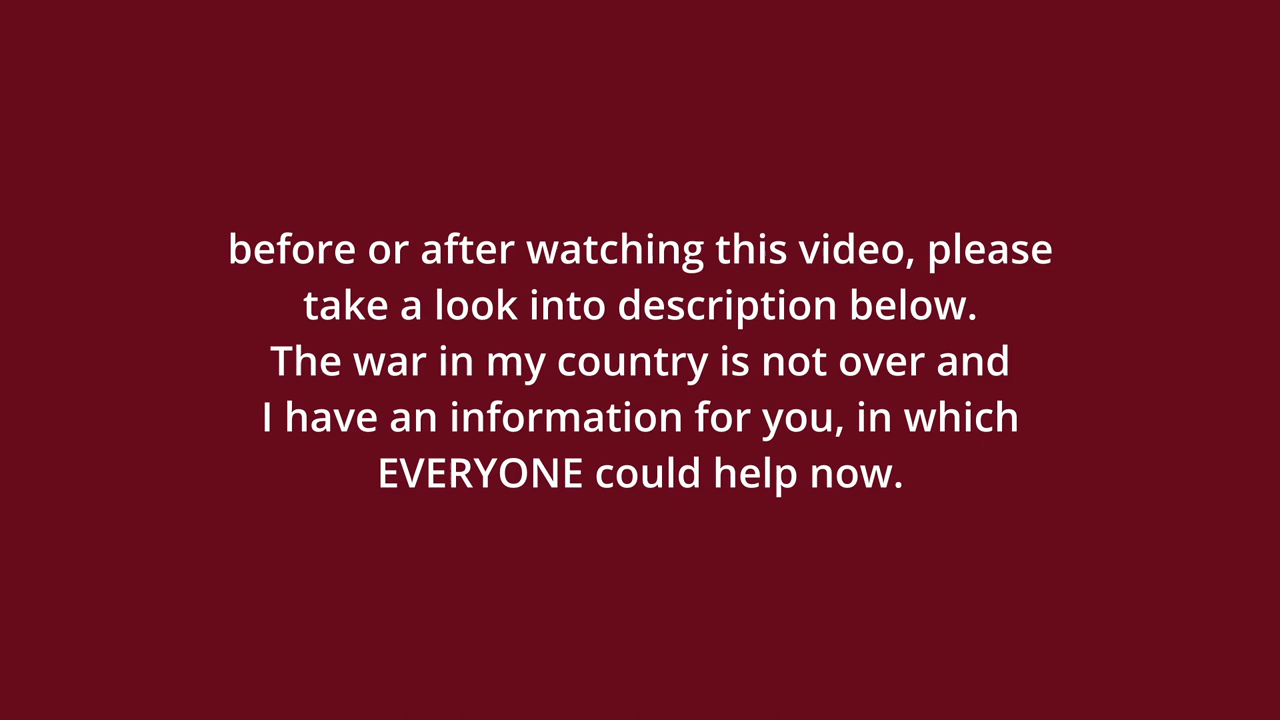 before or after watching this video, please
take a look into description below.
The war in my country is not over and
I have an information for you, in which
EVERYONE could help now.